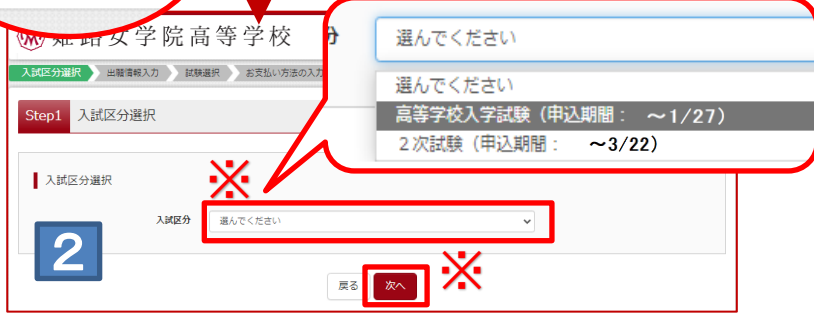 路女学院高等学校
分
選んでください
選んでください
高等学校入学試験（申込期間： ～1/27）
２次試験（申込期間： ～3/22）
入試区分選択
出願情報入力
試験選択
お支払い方法の入力
Step1 入試区分選択
入試区分選択
※
入試区分 選んでください
2
戻る 次へ ※